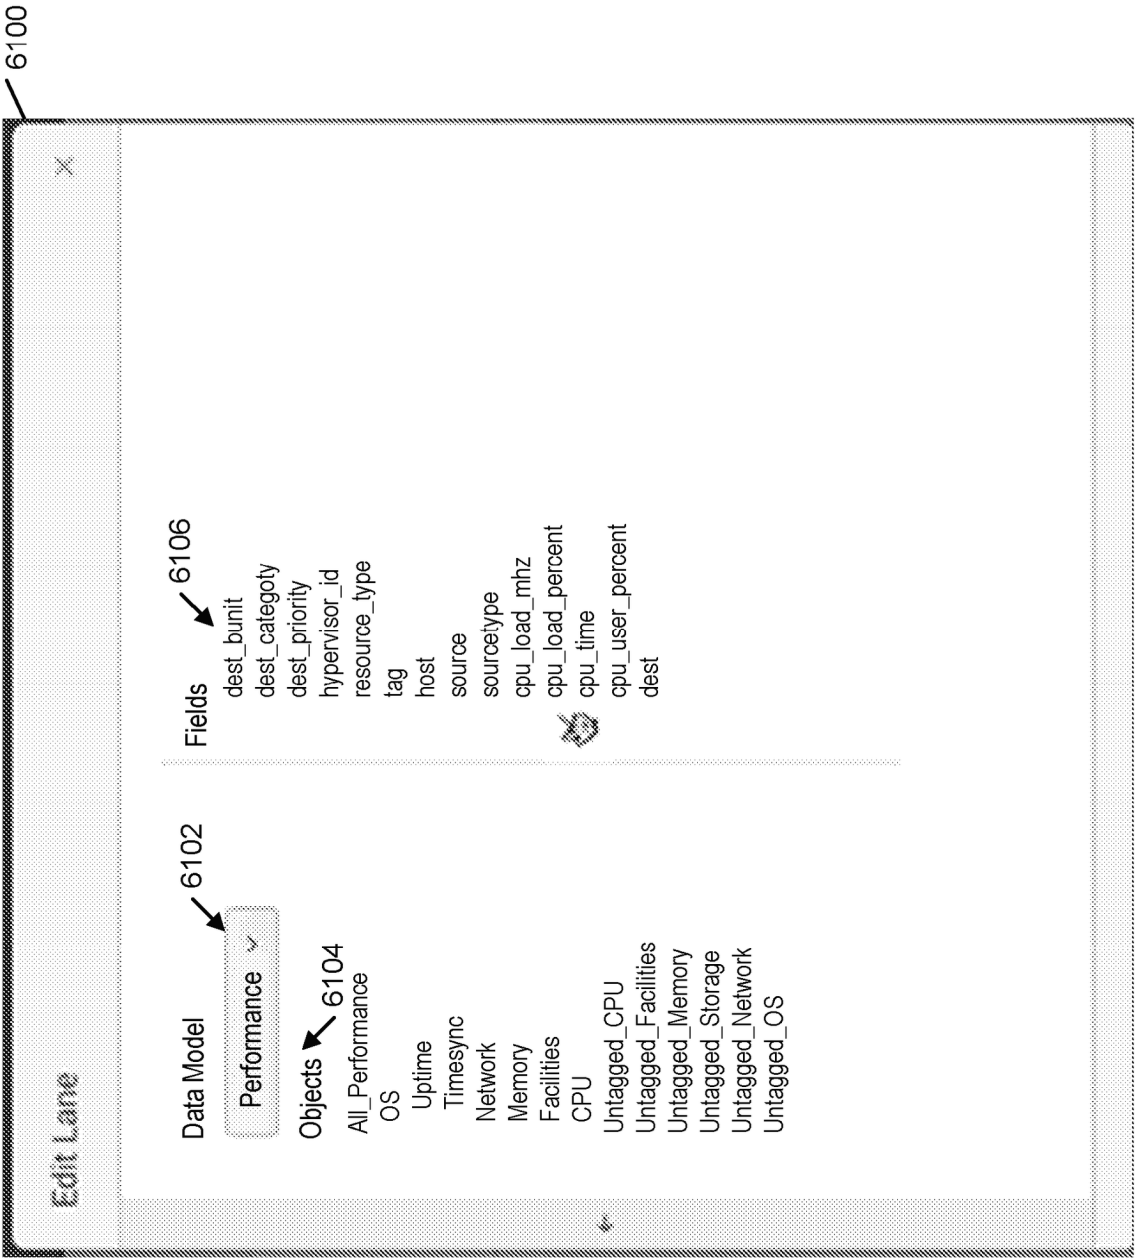 6100
Edit Lane
X
Data Model
6102
Performance
Objects
6104
All_Performance
OS
Uptime
Timesync
Network
Memory
Facilities
CPU
Untagged_CPU
Untagged_Facilities
Untagged_Memory
Untagged_Storage
Untagged_Network
Untagged_OS
Fields
6106
dest_bunit
dest_categoty
dest_priority
hypervisor_id
resource_type
tag
host
source
sourcetype
cpu_load_mhz
cpu_load_percent
cpu_time
cpu_user_percent
dest